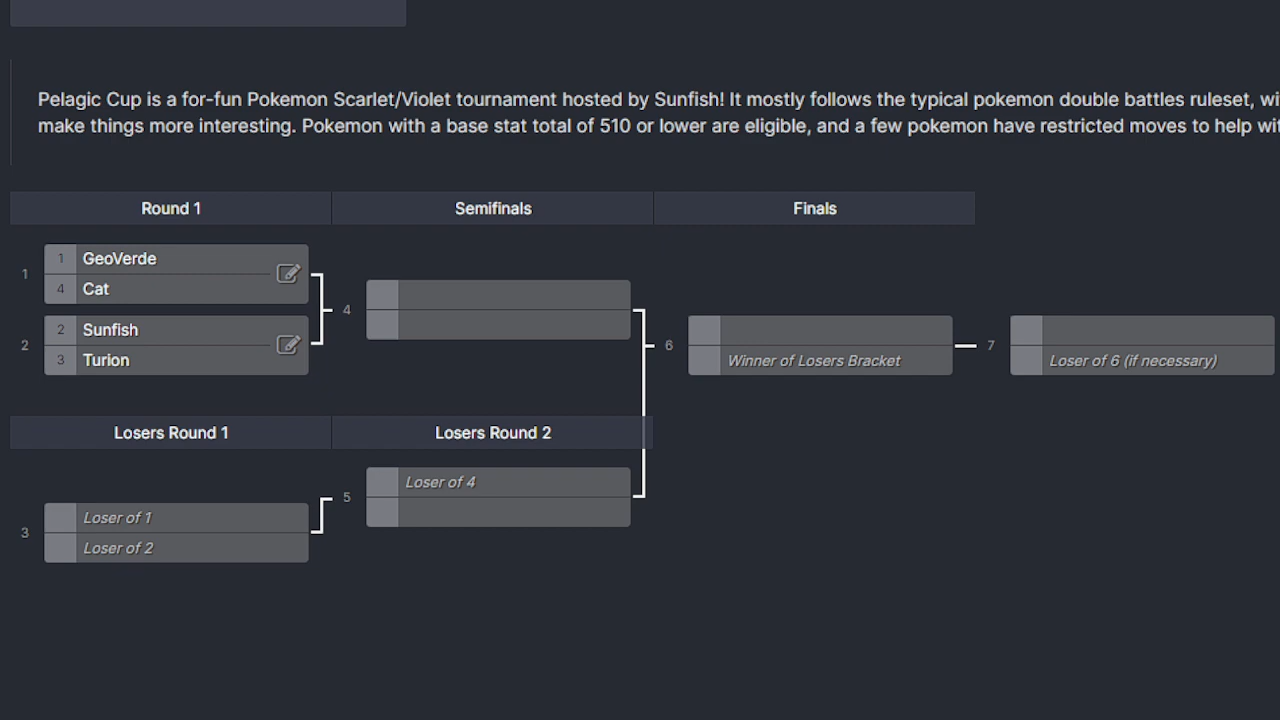 Pelagic Cup is a for-fun Pokemon Scarlet/Violet tournament hosted by Sunfish! It mostly follows the typical pokemon double battles ruleset,
make things more interesting. Pokemon with a base stat total of 510 or lower are eligible, and a few pokemon have restricted moves to help
Round 1 Semifinals Finals
1 GeoVerde
1
4 Cat
4
2 Sunfish
2
3 Turion
6
Winner of Losers Bracket
7
Loser of 6 (if necessary)
Losers Round 1 Losers Round 2
Loser of 4
5
Loser of 1
3
Loser of 2